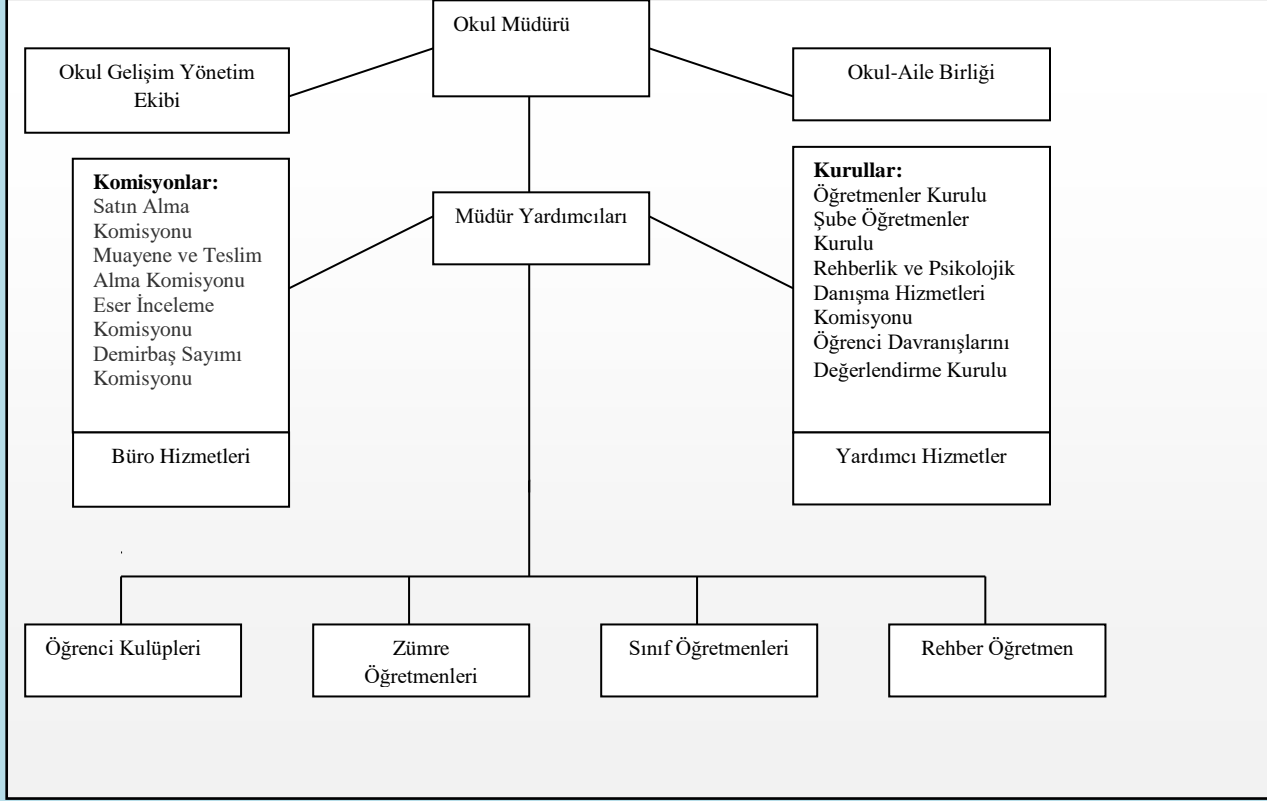 Okul Müdürü
Okul Gelişim Yönetim
Ekibi
Okul-Aile Birliği
Komisyonlar:
Satın Alma
Komisyonu
Muayene ve Teslim
Alma Komisyonu
Eser İnceleme
Komisyonu
Demirbaş Sayımı
Komisyonu
Müdür Yardımcıları
Kurullar:
Öğretmenler Kurulu
Şube Öğretmenler
Kurulu
Rehberlik ve Psikolojik
Danışma Hizmetleri
Komisyonu
Öğrenci Davranışlarını
Değerlendirme Kurulu
Büro Hizmetleri
Yardımcı Hizmetler
Öğrenci Kulüpleri
Zümre
Öğretmenleri
Sınıf Öğretmenleri
Rehber Öğretmen